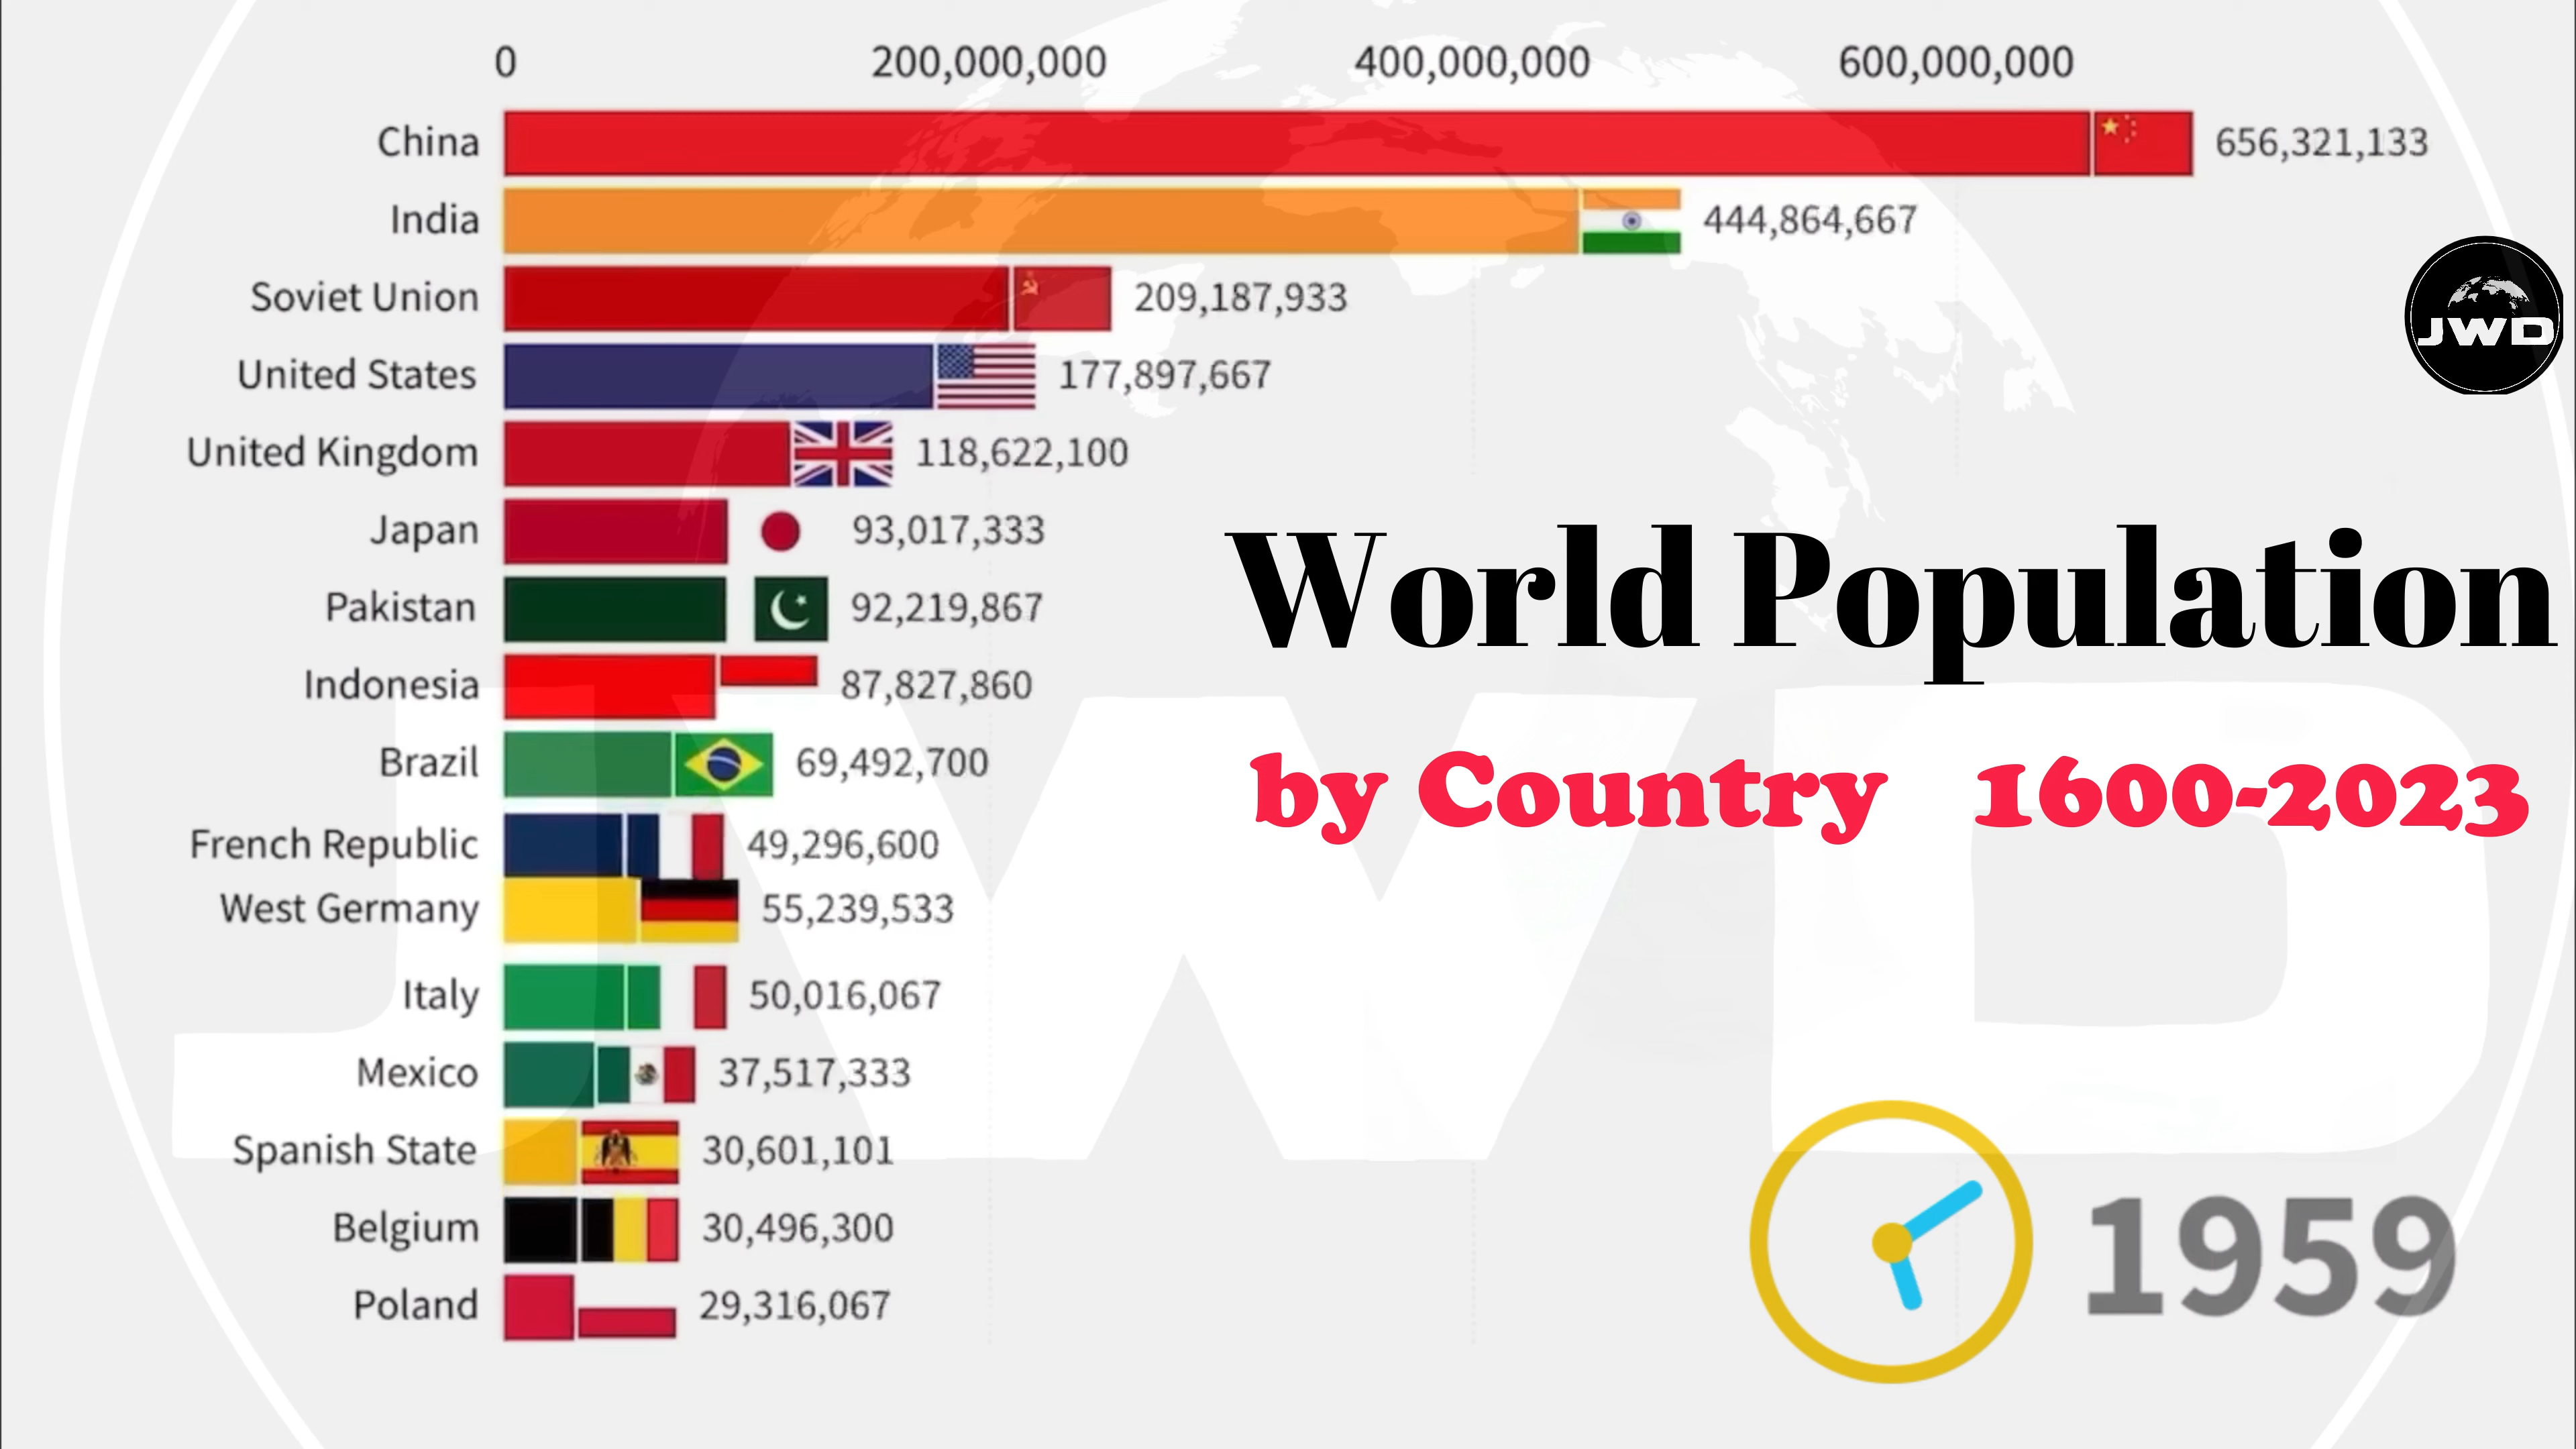 0 200,000,000 400,000,000 600,000,000
China 656,321,133
India 444,864,667
Soviet Union 209,187,933
United States 177,897,667
United Kingdom 118,622,100
Japan 93,017,333
Pakistan 92,219,867
Indonesia 87,827,860
Brazil 69,492,700
French Republic 49,296,600
West Germany 55,239,533
Italy 50,016,067
Mexico 37,517,333
Spanish State 30,601,101
Belgium 30,496,300
Poland 29,316,067
JWD
World Population
by Country 1600-2023
1959
JWD